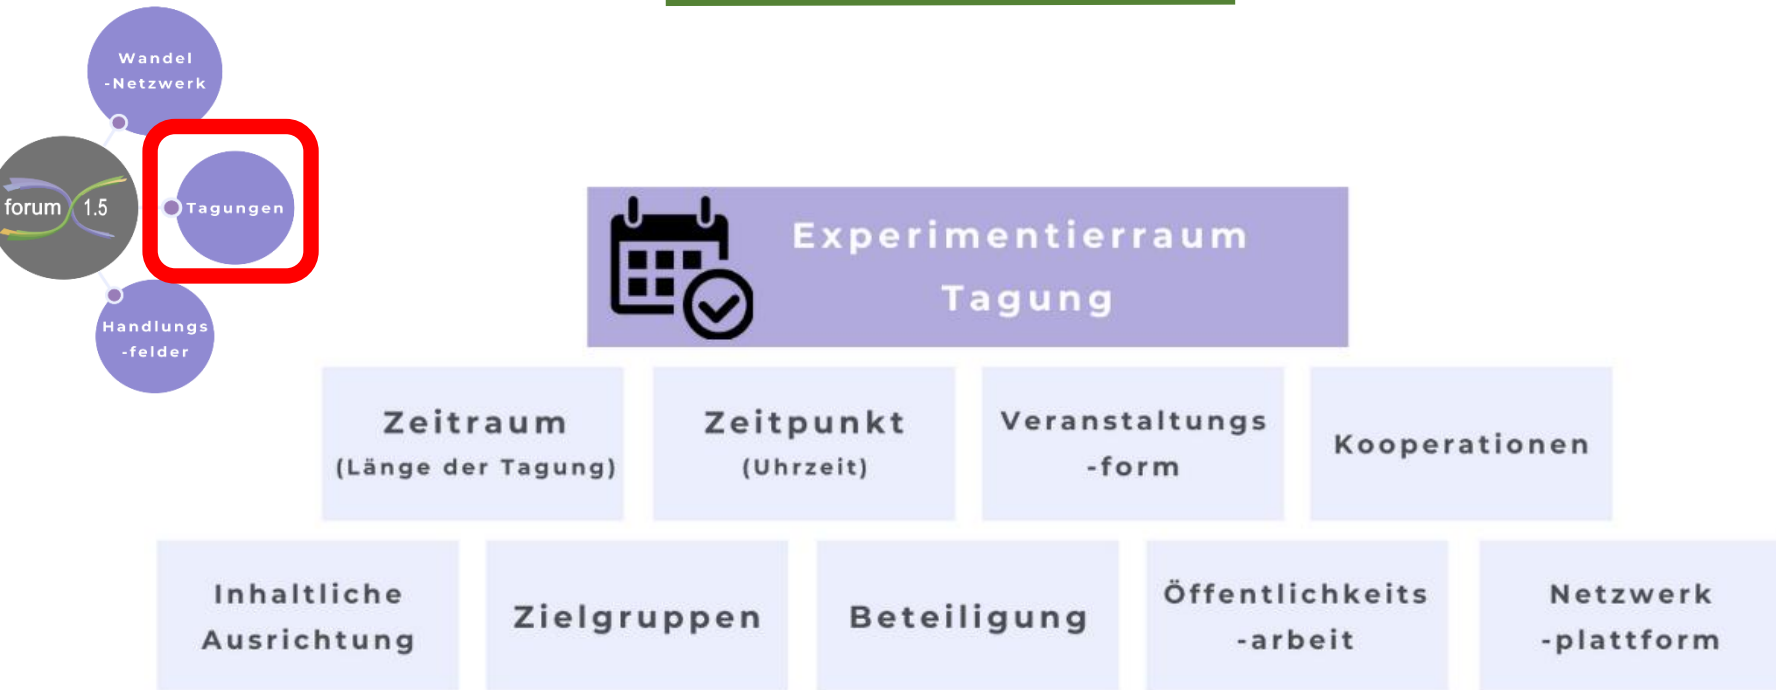 Wandel
-Netzwerk
forum 1.5
Tagungen
Handlungs
-felder
Experimentierraum
Tagung
Zeitraum
(Länge der Tagung)
Zeitpunkt
(Uhrzeit)
Veranstaltungs
-form
Kooperationen
Inhaltliche
Ausrichtung
Zielgruppen
Beteiligung
Öffentlichkeits
-arbeit
Netzwerk
-plattform